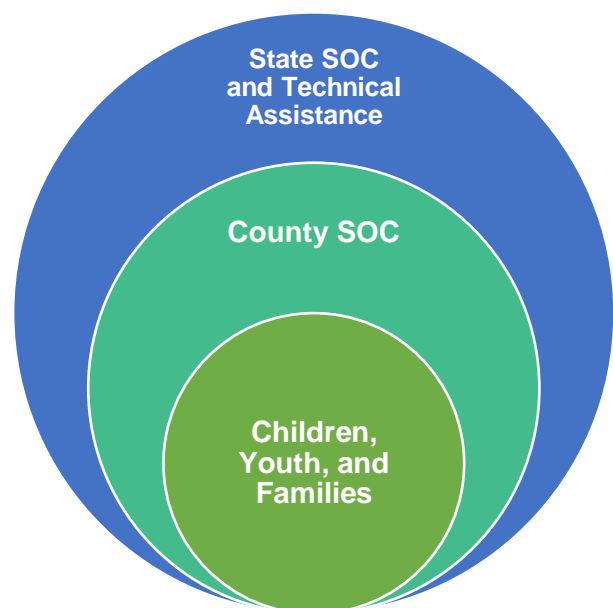 State SOC
and Technical
Assistance
County SOC
Children,
Youth, and
Families